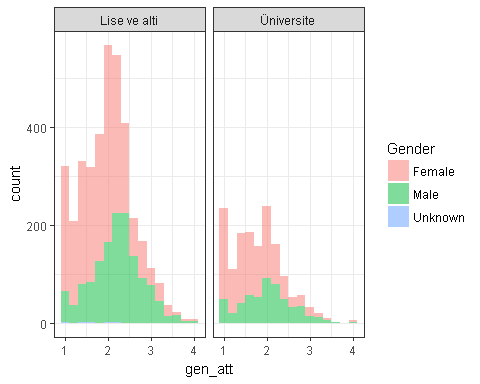 Lise ve alti
Üniversite
400
200
0
count
1
2
3
4
1
2
3
4
gen_att
Gender
Female
Male
Unknown